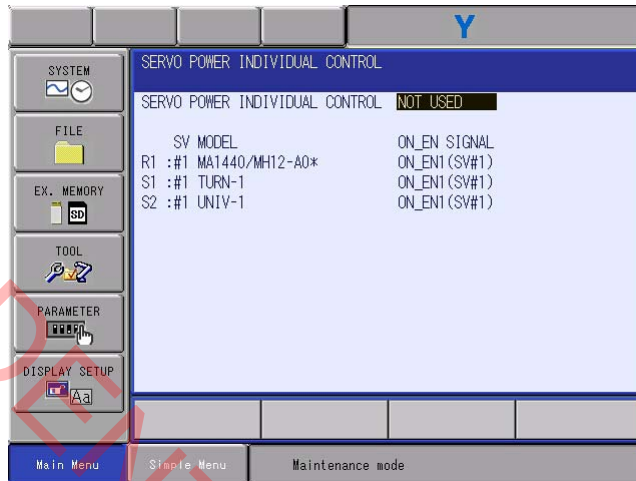 Y
SYSTEM
FILE
EX. MEMORY
SD
TOOL
PARAMETER
DISPLAY SETUP
Aa
SERVO POWER INDIVIDUAL CONTROL
SERVO POWER INDIVIDUAL CONTROL NOT USED
SV MODEL ON_EN SIGNAL
R1 :#1 MA1440/MH12-A0* ON_EN1(SV#1)
S1 :#1 TURN-1 ON_EN1(SV#1)
S2 :#1 UNIV-1 ON_EN1(SV#1)
Main Menu Simple Menu Maintenance mode